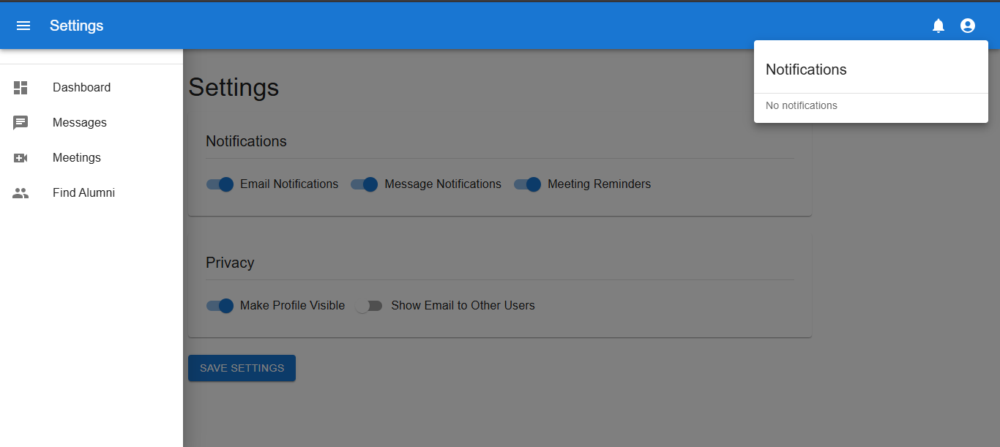 Settings
Notifications
No notifications
Dashboard
Messages
Meetings
Find Alumni
Settings
Notifications
Email Notifications Message Notifications Meeting Reminders
Privacy
Make Profile Visible Show Email to Other Users
SAVE SETTINGS